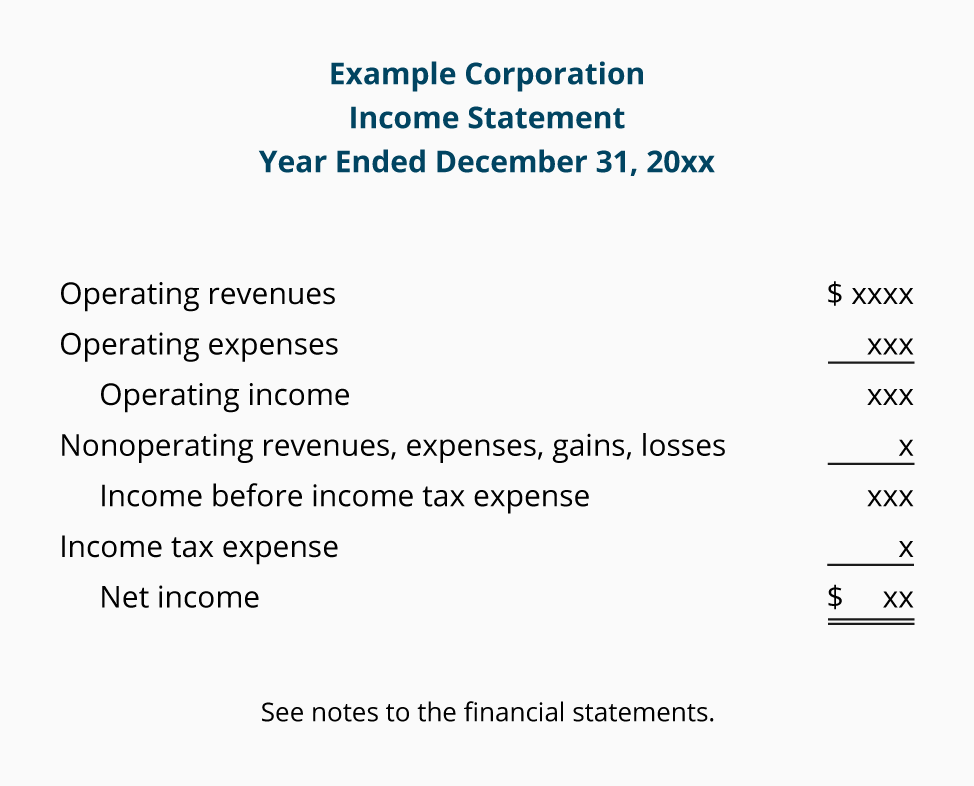 Example Corporation
Income Statement
Year Ended December 31, 20xx
Operating revenues $ xxxx
Operating expenses xxx
Operating income xxx
Nonoperating revenues, expenses, gains, losses x
Income before income tax expense xxx
Income tax expense x
Net income $ xx
See notes to the financial statements.